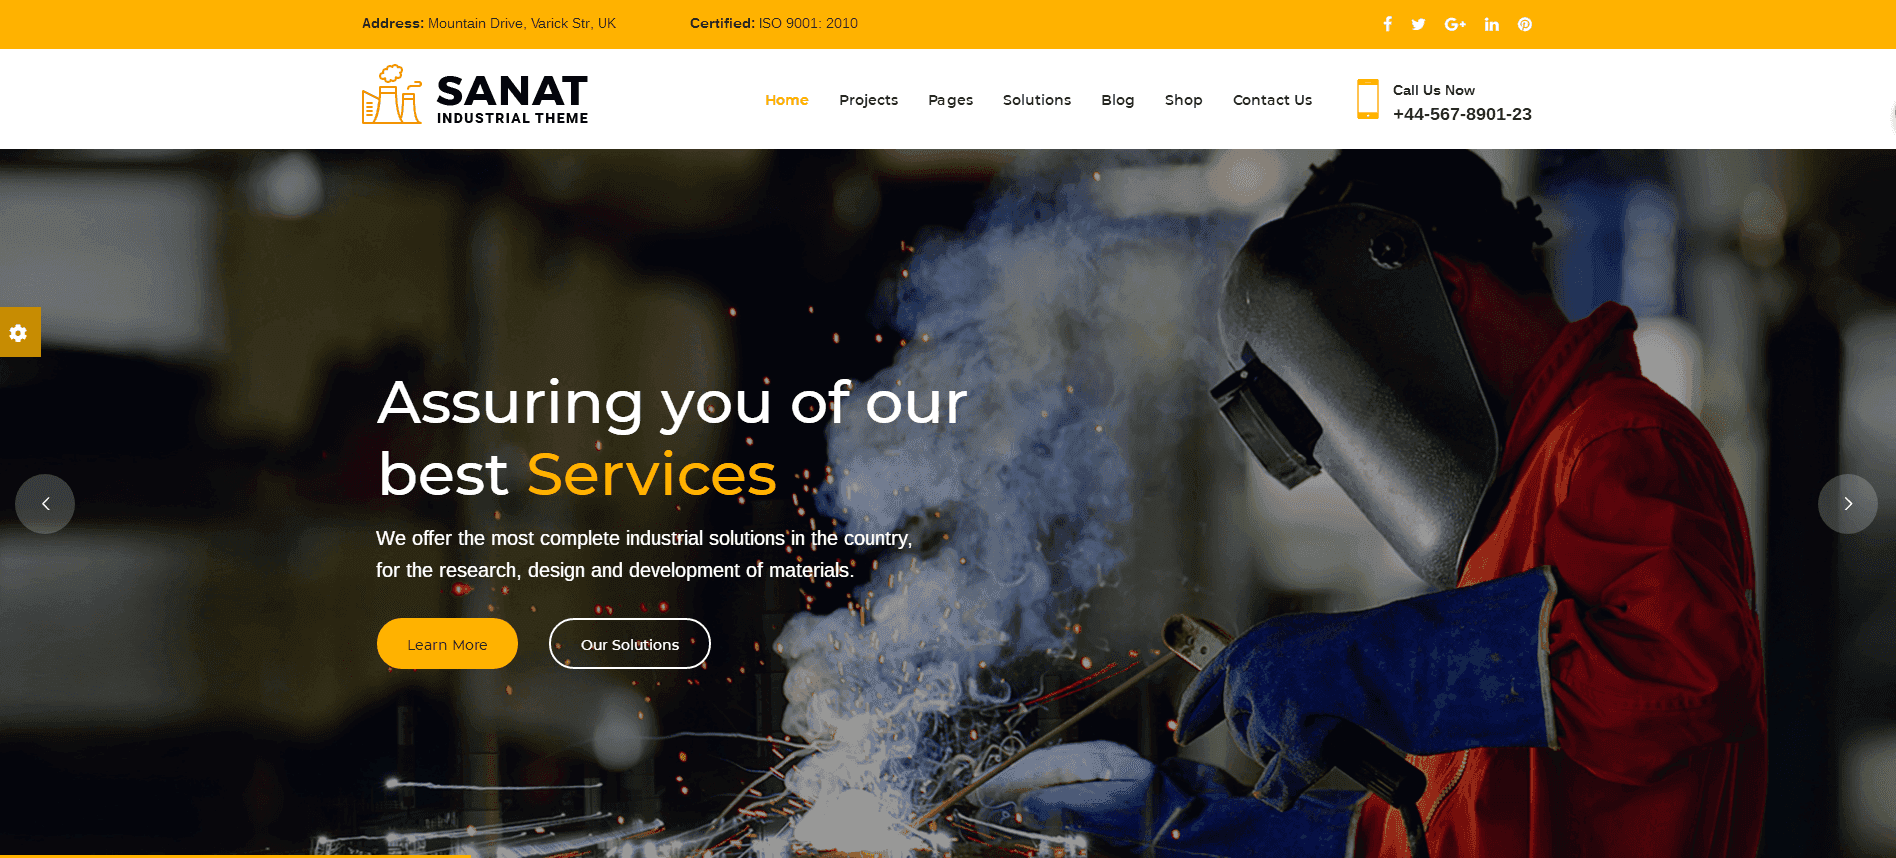 Address: Mountain Drive, Varick Str, UK
Certified: ISO 9001: 2010
SANAT
INDUSTRIAL THEME
Home Projects Pages Solutions Blog Shop Contact Us
Call Us Now
+44-567-8901-23
Assuring you of our
best Services
We offer the most complete industrial solutions in the country,
for the research, design and development of materials.
Learn More
Our Solutions